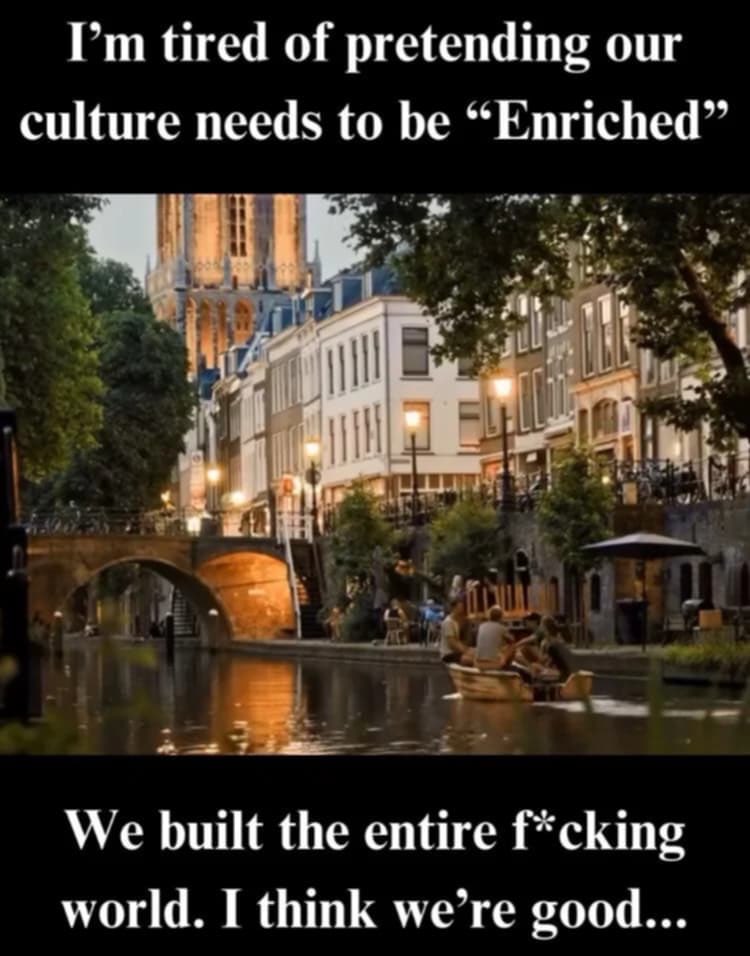 I’m tired of pretending our
culture needs to be “Enriched”
We built the entire f*cking
world. I think we’re good...